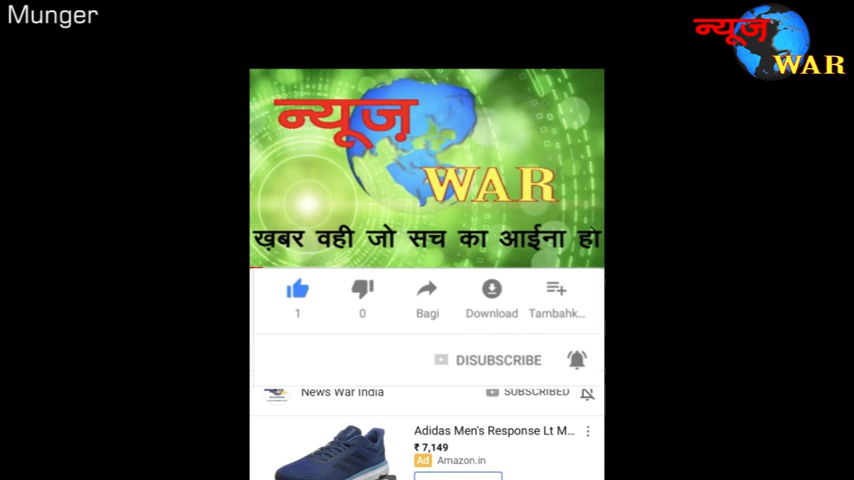 Munger
न्यूज़
WAR
न्यूज़
WAR
ख़बर वही जो सच का आईना हो
1
0
Bagi
Download
Tambahk...
DISUBSCRIBE
News War India
SUBSCRIBED
Adidas Men's Response Lt M...
₹ 7,149
Ad Amazon.in